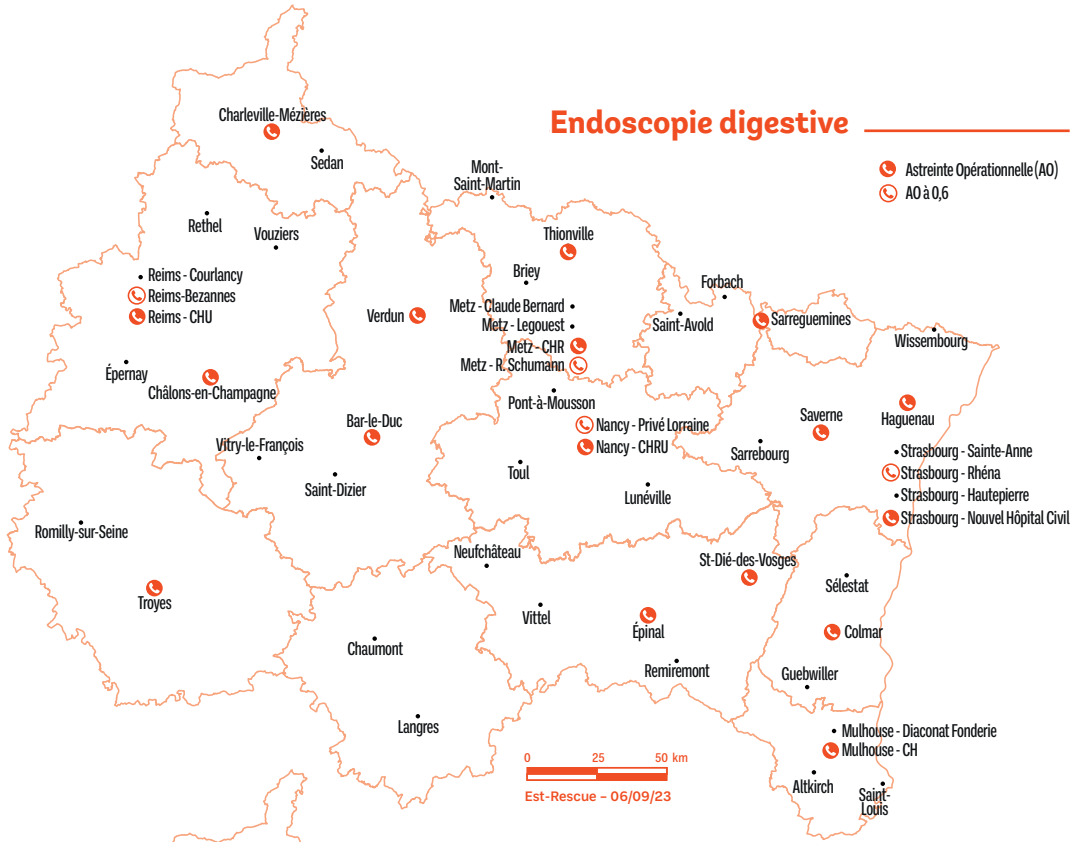 Endoscopie digestive
Astreinte Opérationnelle (AO)
AO à 0,6
Charleville-Mézières
Sedan
Mont-
Saint-Martin
Rethel
Vouziers
Thionville
Reims - Courlancy
Reims-Bezannes
Reims - CHU
Briey
Forbach
Metz - Claude Bernard
Verdun
Metz - Legouest
Saint-Avold
Sarreguemines
Metz - CHR
Metz - R. Schumann
Wissembourg
Épernay
Châlons-en-Champagne
Pont-à-Mousson
Bar-le-Duc
Nancy - Privé Lorraine
Nancy - CHRU
Saverne
Haguenau
Vitry-le-François
Sarrebourg
Strasbourg - Sainte-Anne
Strasbourg - Rhéna
Strasbourg - Hautepierre
Strasbourg - Nouvel Hôpital Civil
Toul
Saint-Dizier
Lunéville
Romilly-sur-Seine
Neufchâteau
St-Dié-des-Vosges
Sélestat
Troyes
Vittel
Épinal
Colmar
Chaumont
Remiremont
Guebwiller
Langres
Mulhouse - Diaconat Fonderie
Mulhouse - CH
Altkirch
Saint-
Louis
0 25 50 km
Est-Rescue – 06/09/23